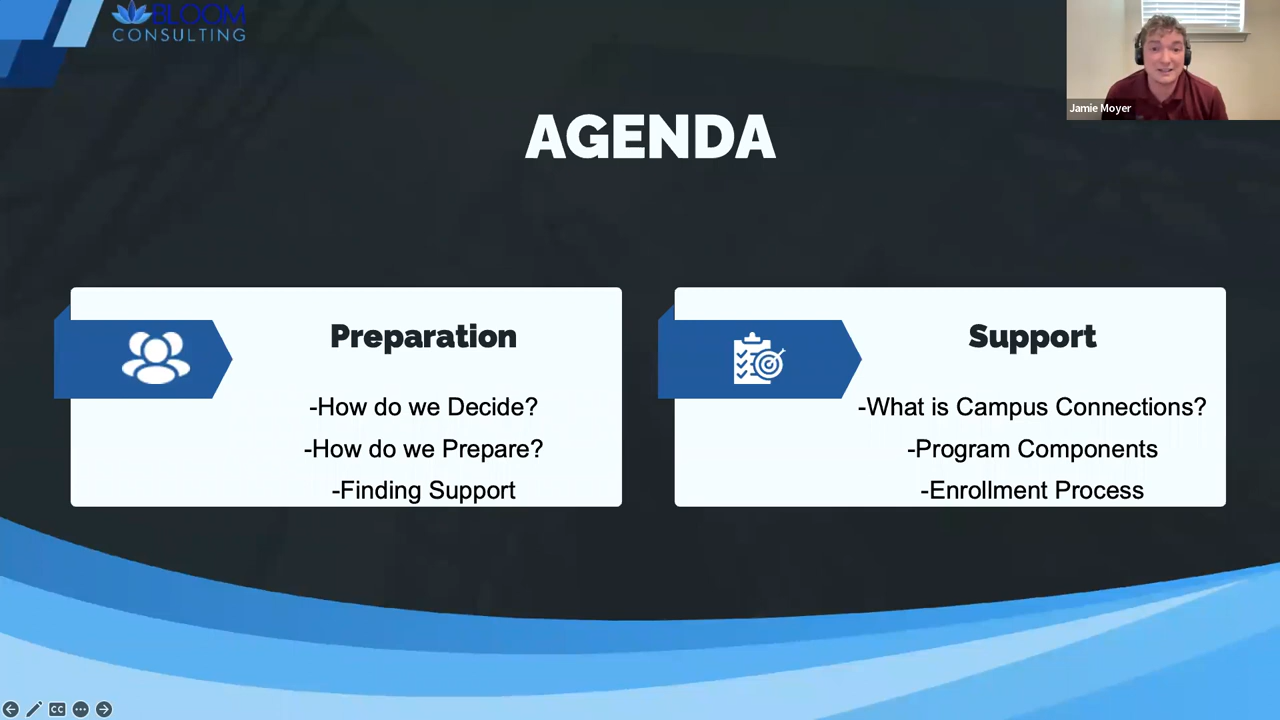 BLOOM
CONSULTING
Jamie Moyer
AGENDA
Preparation
-How do we Decide?
-How do we Prepare?
-Finding Support
Support
-What is Campus Connections?
-Program Components
-Enrollment Process
CC